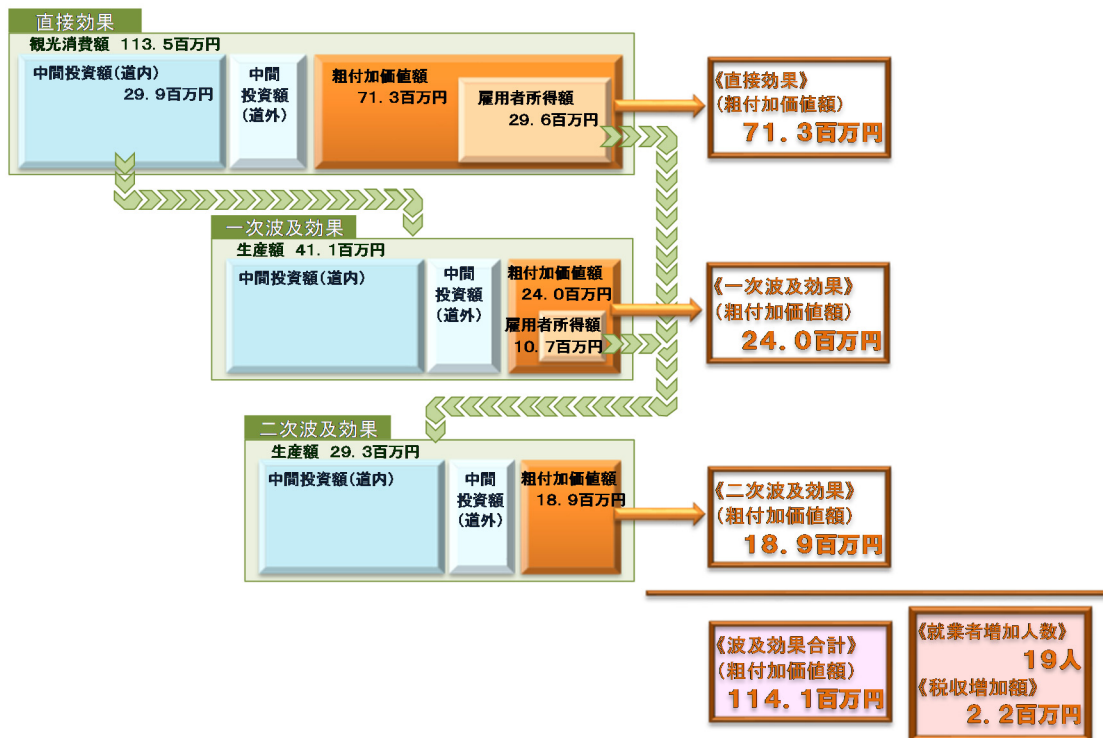 直接効果
観光消費額 113.5百万円
中間投資額(道内)
29.9百万円
中間
投資額
(道外)
粗付加価値額
71.3百万円
雇用者所得額
29.6百万円
《直接効果》
(粗付加価値額)
71.3百万円
一次波及効果
生産額 41.1百万円
中間投資額(道内)
中間
投資額
(道外)
粗付加価値額
24.0百万円
雇用者所得額
10.7百万円
《一次波及効果》
(粗付加価値額)
24.0百万円
二次波及効果
生産額 29.3百万円
中間投資額(道内)
中間
投資額
(道外)
粗付加価値額
18.9百万円
《二次波及効果》
(粗付加価値額)
18.9百万円
《波及効果合計》
(粗付加価値額)
114.1百万円
《就業者増加人数》
19人
《税収増加額》
2.2百万円